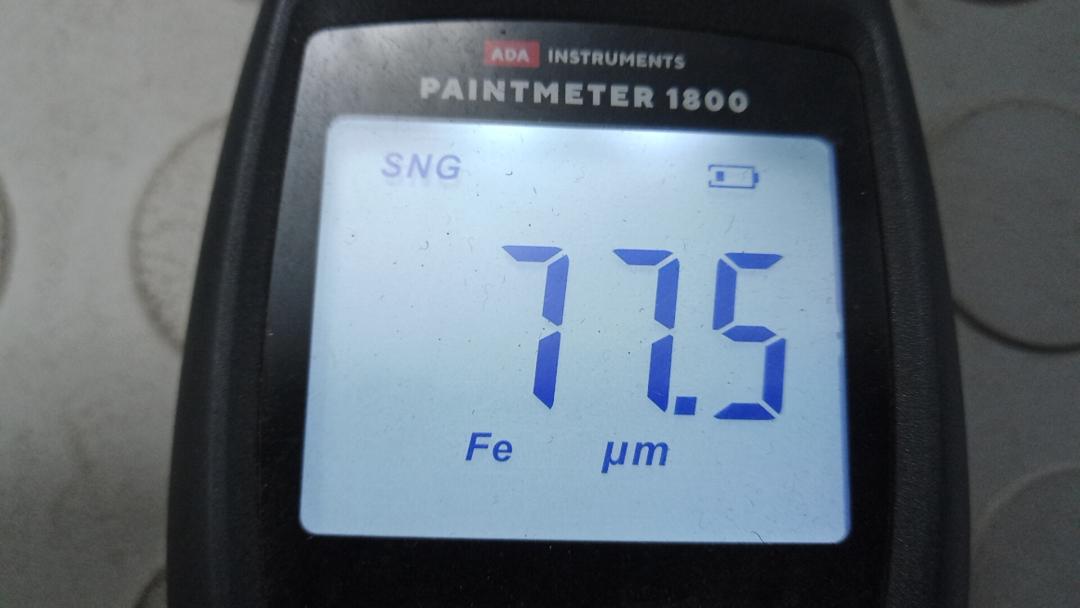 ADA INSTRUMENTS
PAINTMETER 1800
SNG
77.5
Fe μm